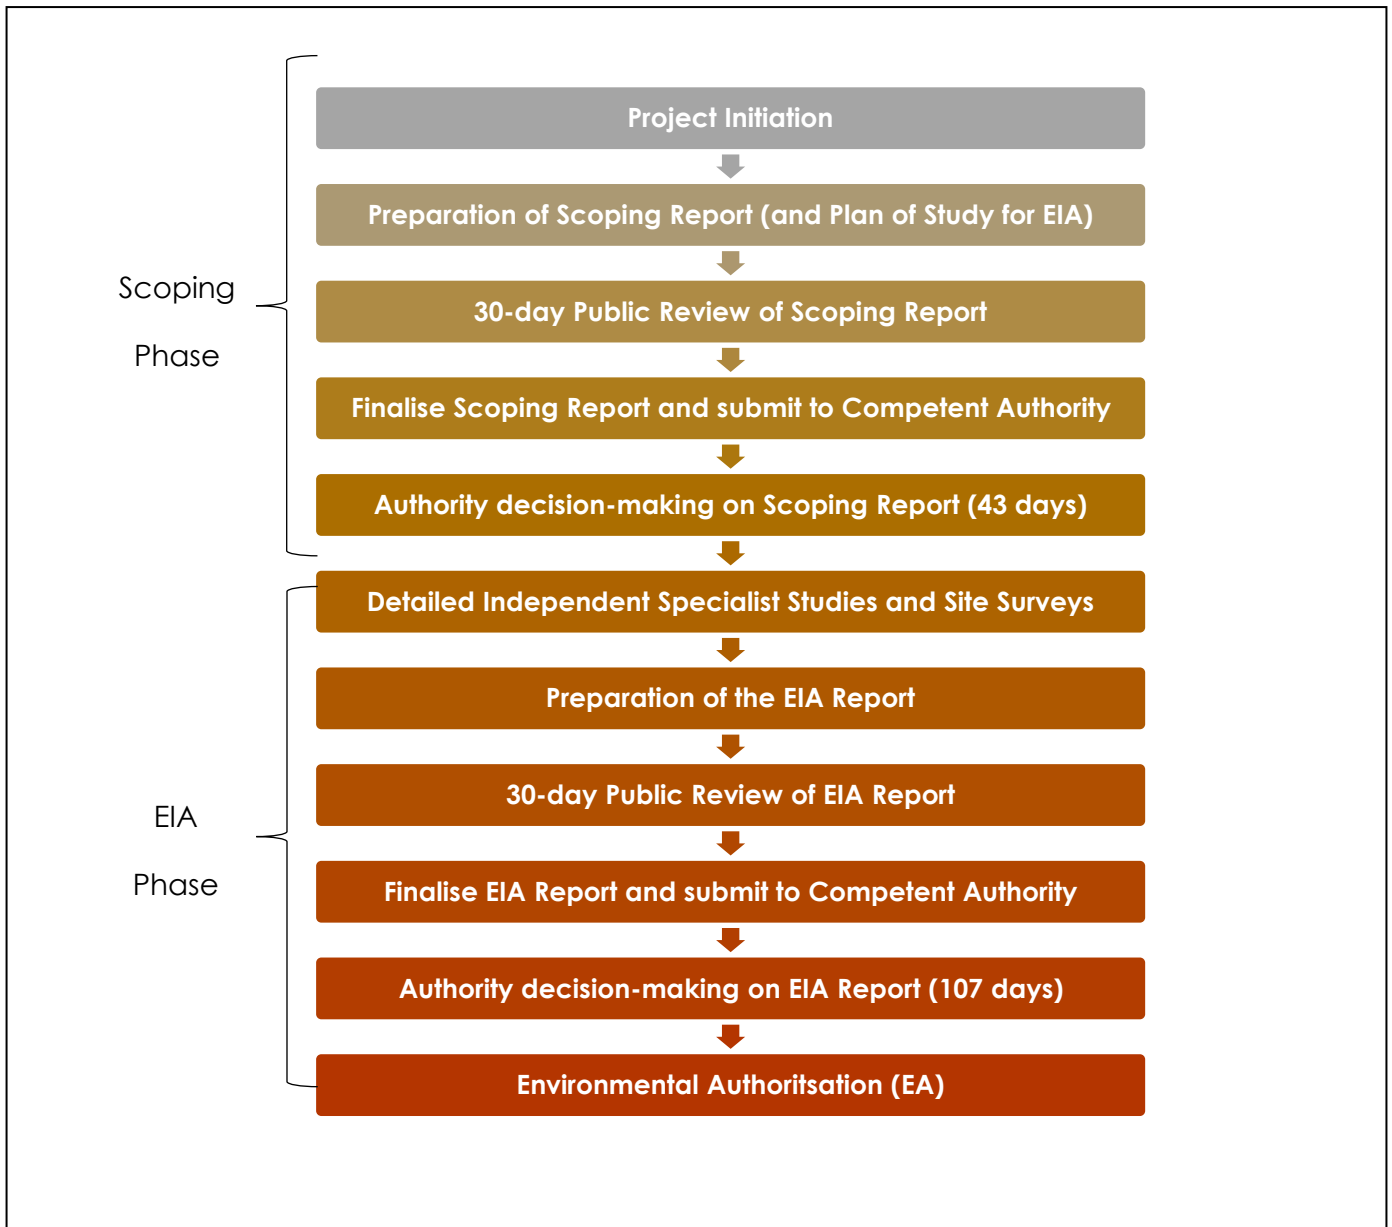 Project Initiation
Preparation of Scoping Report (and Plan of Study for EIA)
30-day Public Review of Scoping Report
Finalise Scoping Report and submit to Competent Authority
Authority decision-making on Scoping Report (43 days)
Scoping
Phase
Detailed Independent Specialist Studies and Site Surveys
Preparation of the EIA Report
30-day Public Review of EIA Report
Finalise EIA Report and submit to Competent Authority
Authority decision-making on EIA Report (107 days)
Environmental Authoritsation (EA)
EIA
Phase